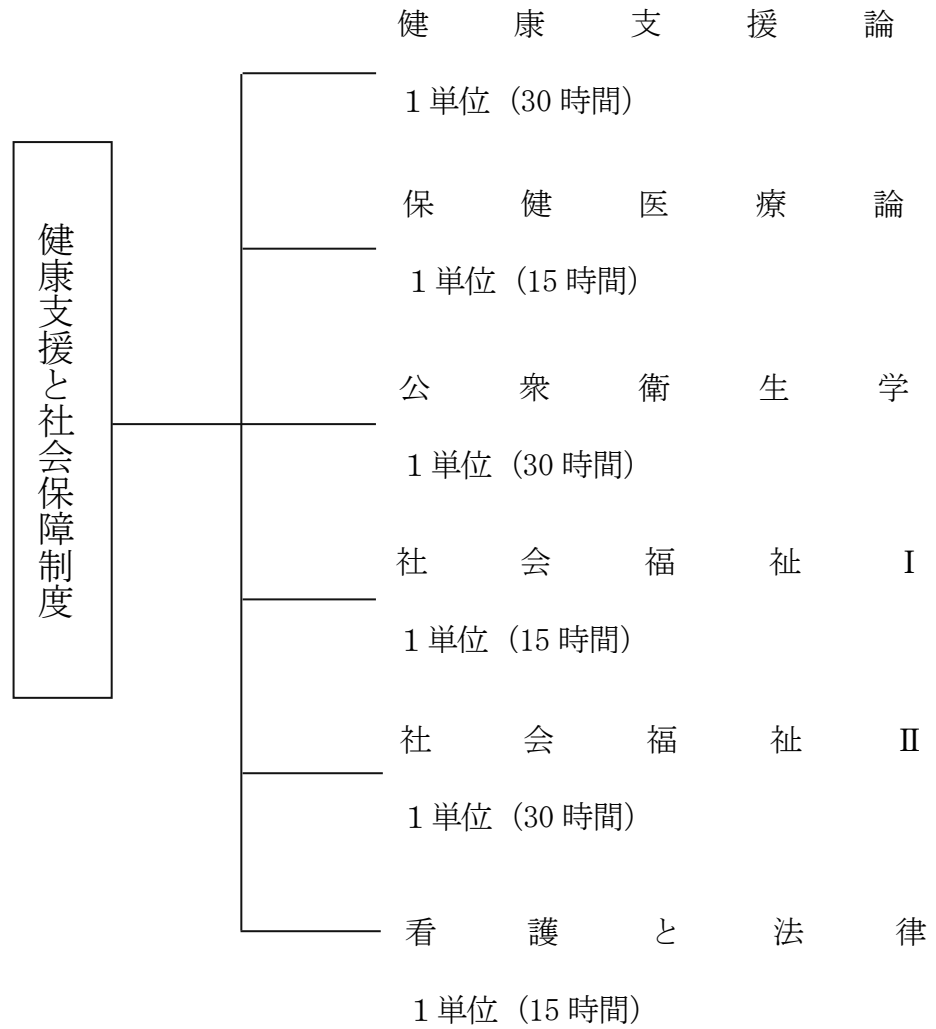 健康支援と社会保障制度
健康支援論
1単位（30時間）
保健医療論
1単位（15時間）
公衆衛生学
1単位（30時間）
社会福祉Ⅰ
1単位（15時間）
社会福祉Ⅱ
1単位（30時間）
看護と法律
1単位（15時間）